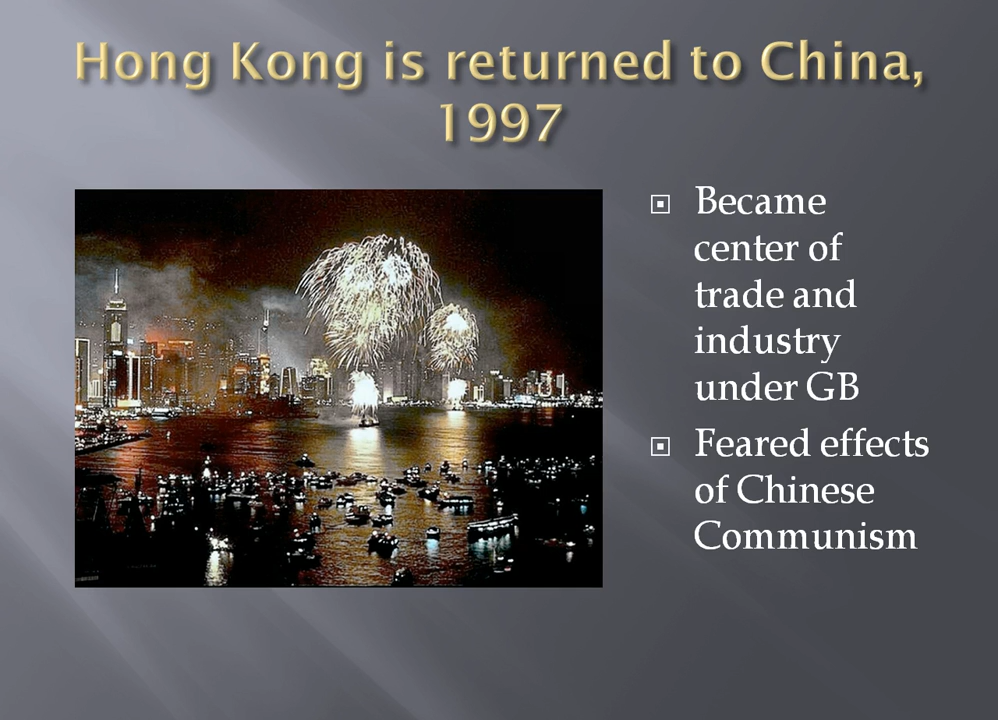 Hong Kong is returned to China,
1997
Became
center of
trade and
industry
under GB
Feared effects
of Chinese
Communism